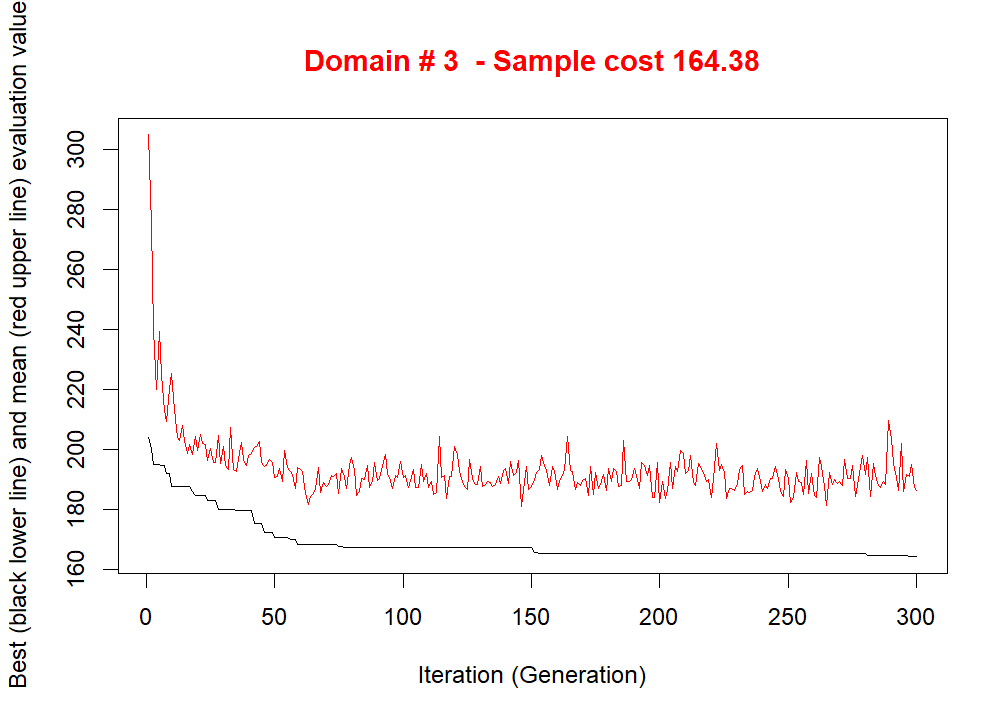 Domain # 3  - Sample cost 164.38
Best (black lower line) and mean (red upper line) evaluation value
300
280
260
240
220
200
180
160
0 50 100 150 200 250 300
Iteration (Generation)